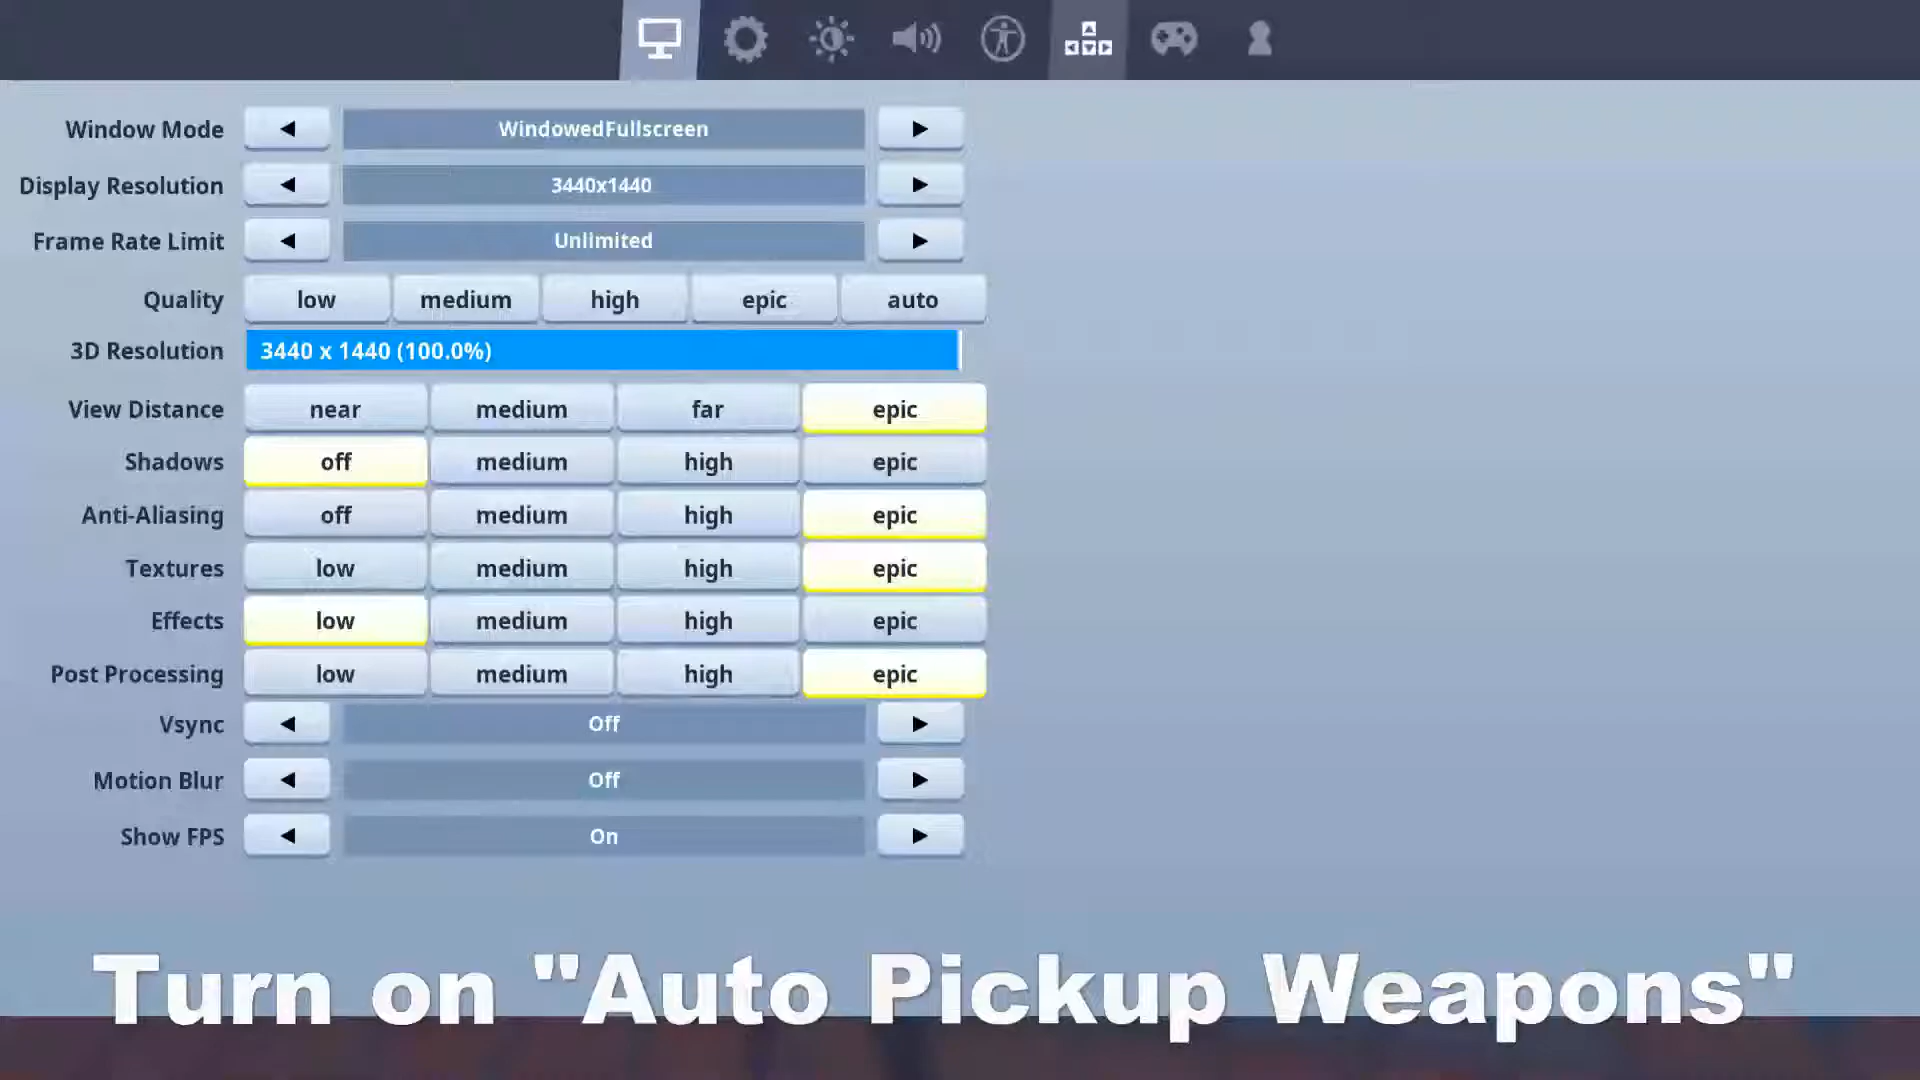 Window Mode WindowedFullscreen
Display Resolution 3440x1440
Frame Rate Limit Unlimited
Quality low medium high epic auto
3D Resolution 3440 x 1440 (100.0%)
View Distance near medium far epic
Shadows off medium high epic
Anti-Aliasing off medium high epic
Textures low medium high epic
Effects low medium high epic
Post Processing low medium high epic
Vsync Off
Motion Blur Off
Show FPS On
Turn on "Auto Pickup Weapons"